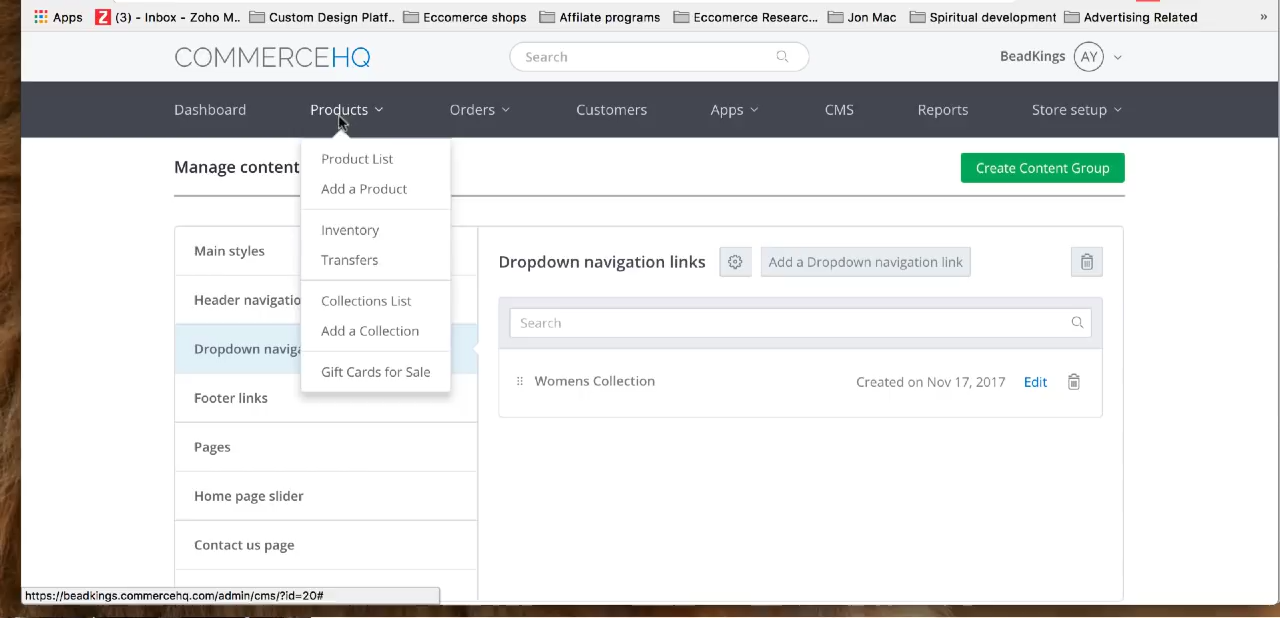 Apps (3) - Inbox - Zoho M... Custom Design Platf... Eccomerce shops Affilate programs Eccomerce Researc... Jon Mac Spiritual development Advertising Related »
COMMERCEHQ Search BeadKings AY
Dashboard Products Orders Customers Apps CMS Reports Store setup
Manage content Create Content Group
Product List
Add a Product
Inventory
Transfers
Collections List
Add a Collection
Gift Cards for Sale
Main styles
Header navigatio
Dropdown naviga
Footer links
Pages
Home page slider
Contact us page
Dropdown navigation links Add a Dropdown navigation link
Search
Womens Collection Created on Nov 17, 2017 Edit
https://beadkings.commercehq.com/admin/cms/?id=20#